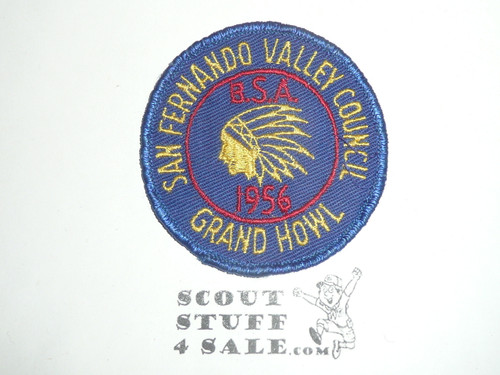 SAN FERNANDO VALLEY COUNCIL
B.S.A.
1956
GRAND HOWL
SCOUT
STUFF
4 SALE.COM